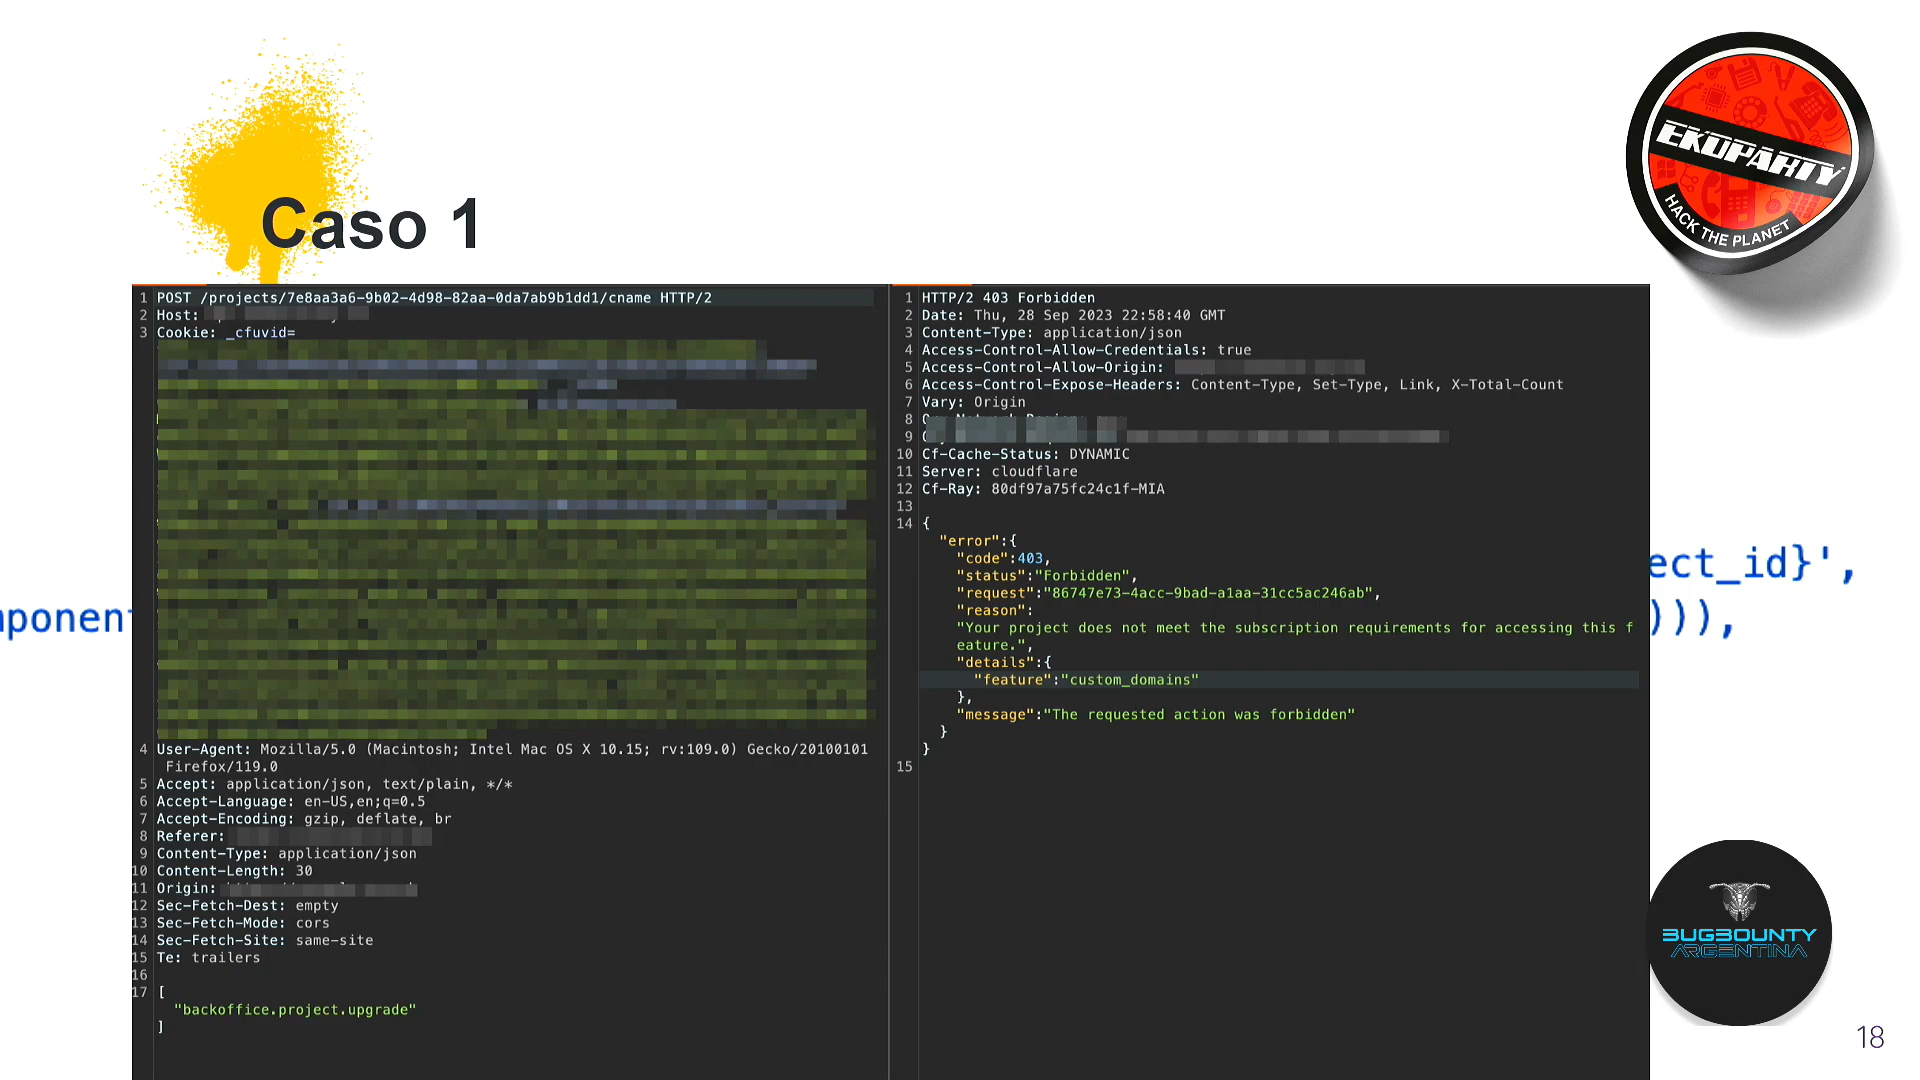 EKOPARTY
HACK THE PLANET
Caso 1
1 POST /projects/7e8aa3a6-9b02-4d98-82aa-0da7ab9b1dd1/cname HTTP/2
2 Host:
3 Cookie: _cfuvid=
4 User-Agent: Mozilla/5.0 (Macintosh; Intel Mac OS X 10.15; rv:109.0) Gecko/20100101
Firefox/119.0
5 Accept: application/json, text/plain, */*
6 Accept-Language: en-US,en;q=0.5
7 Accept-Encoding: gzip, deflate, br
8 Referer:
9 Content-Type: application/json
10 Content-Length: 30
11 Origin:
12 Sec-Fetch-Dest: empty
13 Sec-Fetch-Mode: cors
14 Sec-Fetch-Site: same-site
15 Te: trailers
16
17 [
"backoffice.project.upgrade"
]
1 HTTP/2 403 Forbidden
2 Date: Thu, 28 Sep 2023 22:58:40 GMT
3 Content-Type: application/json
4 Access-Control-Allow-Credentials: true
5 Access-Control-Allow-Origin:
6 Access-Control-Expose-Headers: Content-Type, Set-Type, Link, X-Total-Count
7 Vary: Origin
8
9
10 Cf-Cache-Status: DYNAMIC
11 Server: cloudflare
12 Cf-Ray: 80df97a75fc24c1f-MIA
13
14 {
"error":{
"code":403,
"status":"Forbidden",
"request":"86747e73-4acc-9bad-a1aa-31cc5ac246ab",
"reason":
"Your project does not meet the subscription requirements for accessing this f
eature.",
"details":{
"feature":"custom_domains"
},
"message":"The requested action was forbidden"
}
}
15
ect_id}',
ponen
))),
BUGBOUNTY
ARGENTINA
18